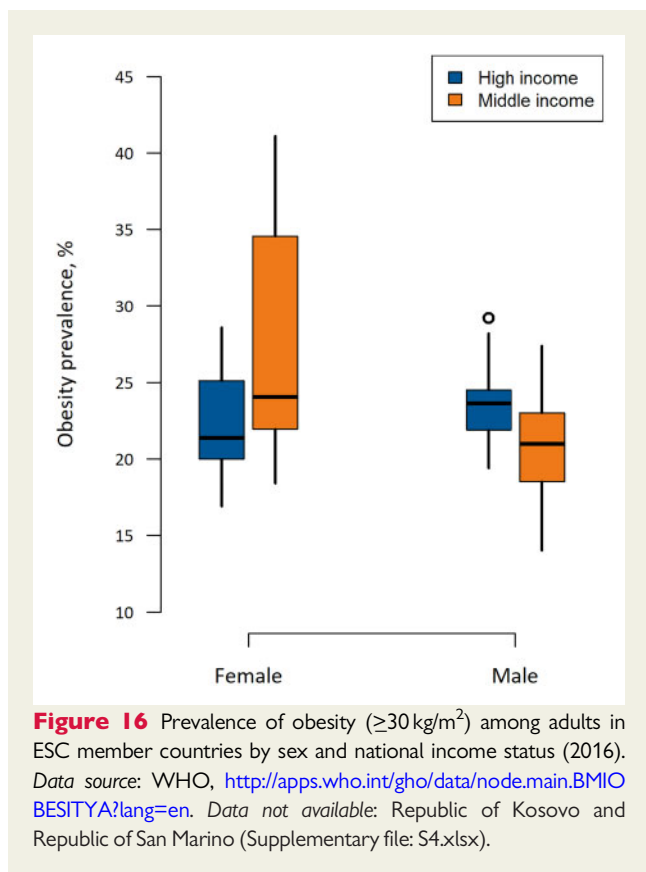 High income
Middle income
45
40
35
30
25
20
15
10
Obesity prevalence, %
Female Male
Figure 16 Prevalence of obesity (≥30 kg/m²) among adults in
ESC member countries by sex and national income status (2016).
Data source: WHO, http://apps.who.int/gho/data/node.main.BMIO
BESITYA?lang=en. Data not available: Republic of Kosovo and
Republic of San Marino (Supplementary file: S4.xlsx).